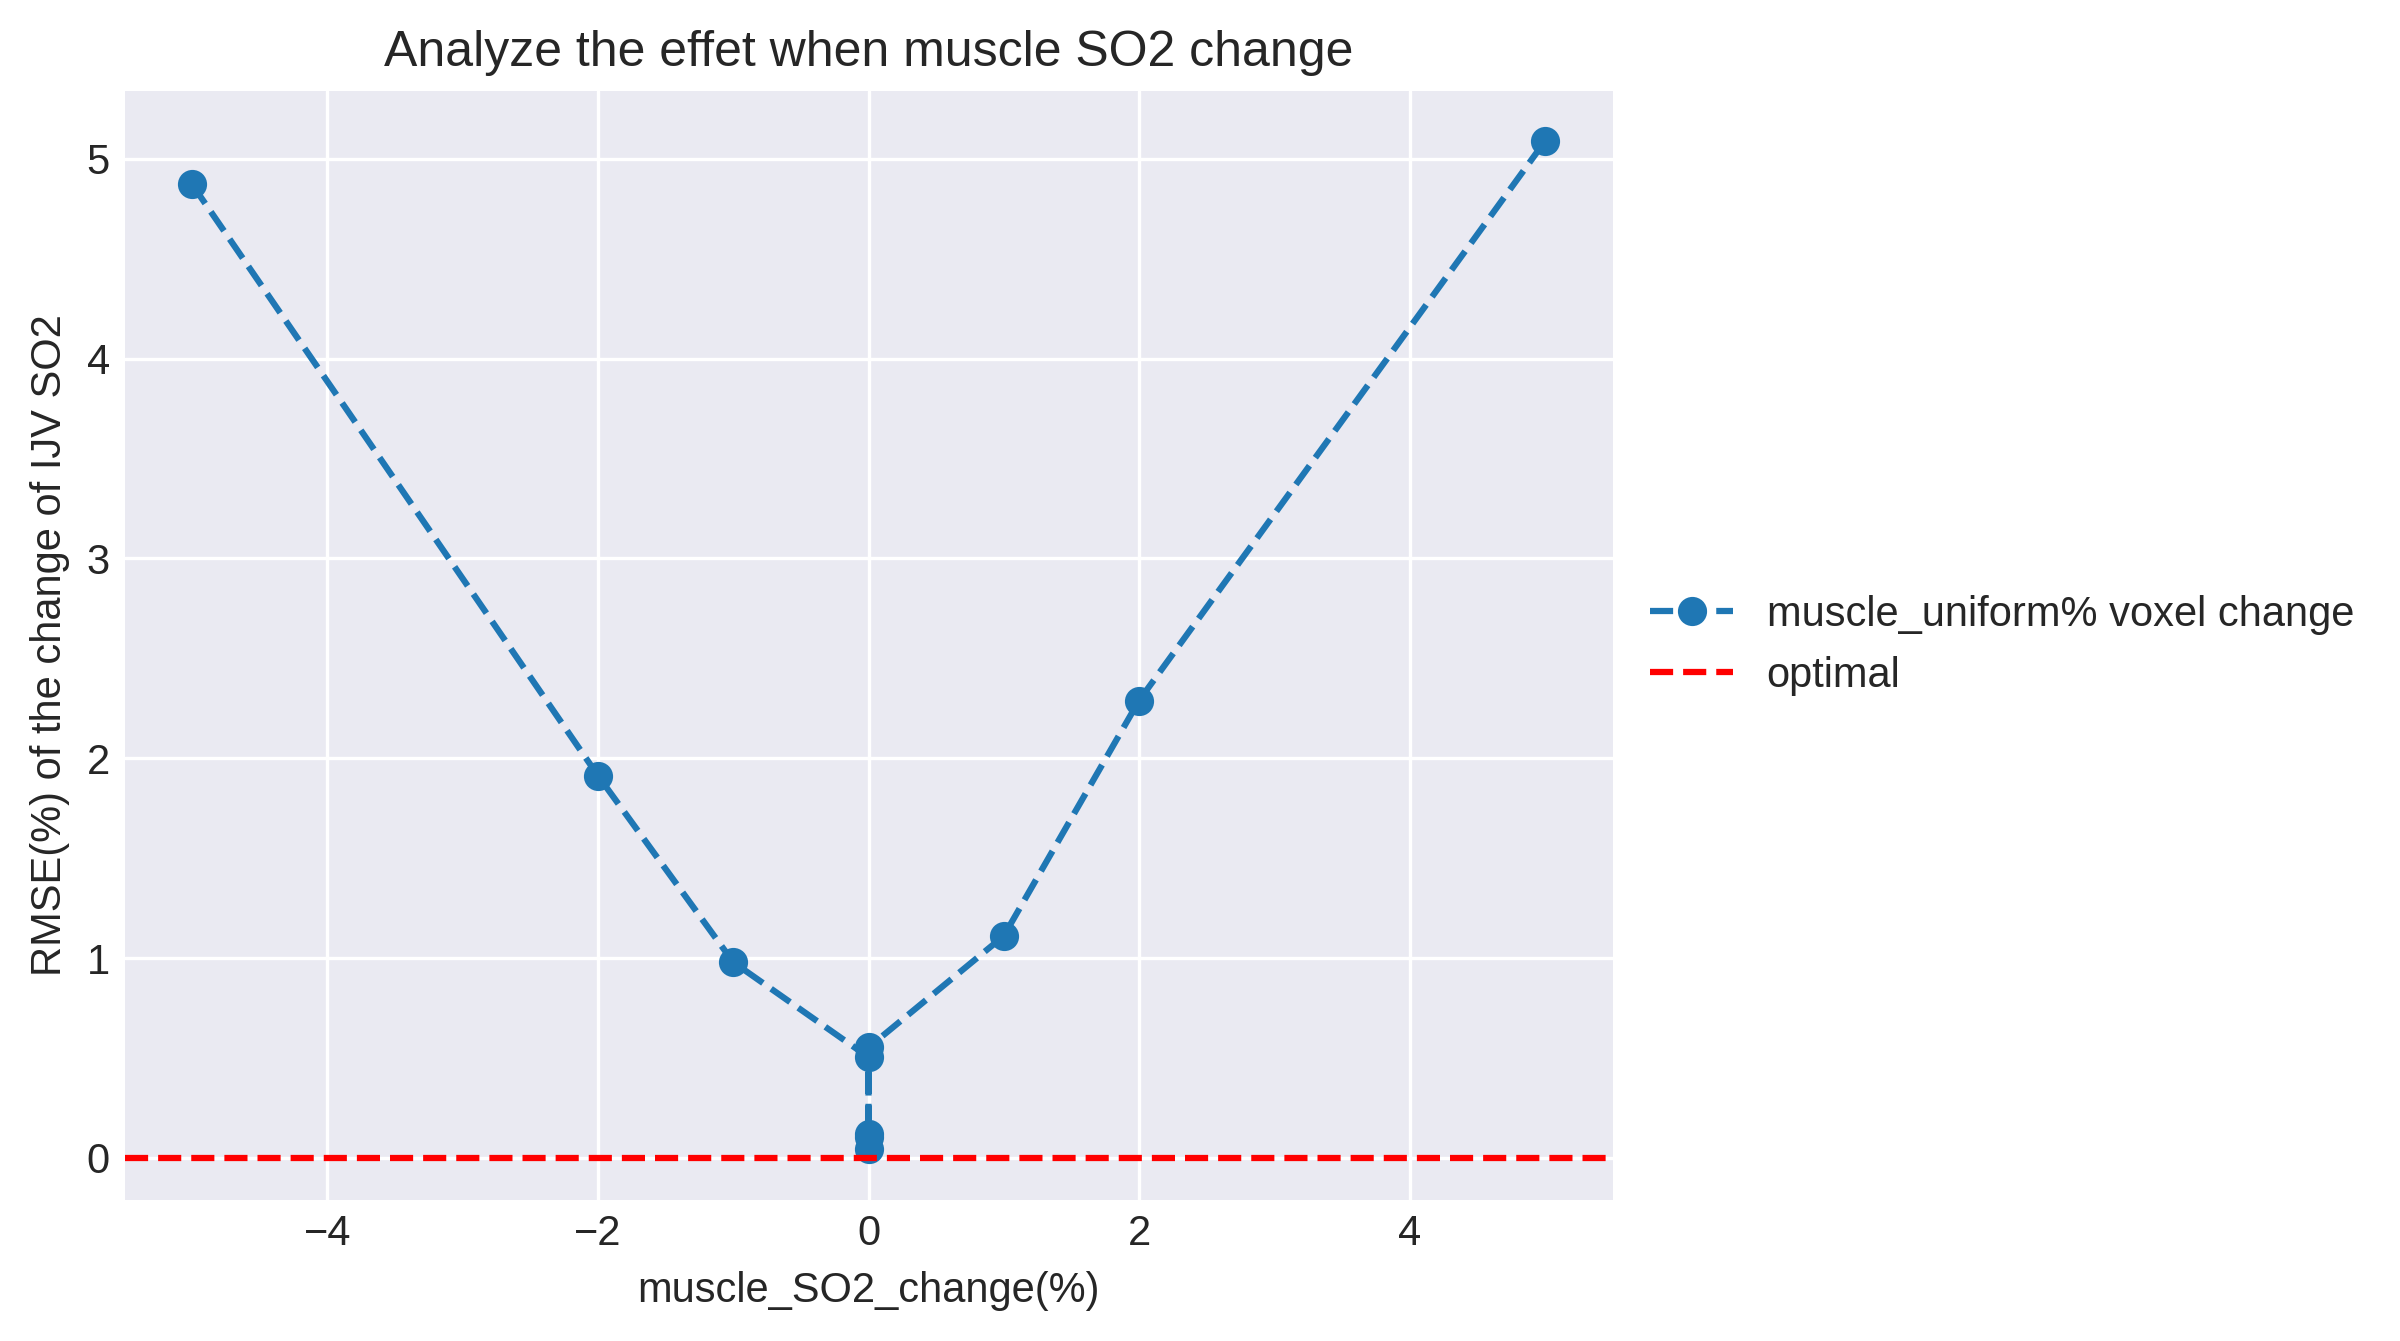 Analyze the effet when muscle SO2 change
RMSE(%) of the change of IJV SO2
5
4
3
2
1
0
−4
−2
0
2
4
muscle_SO2_change(%)
muscle_uniform% voxel change
optimal